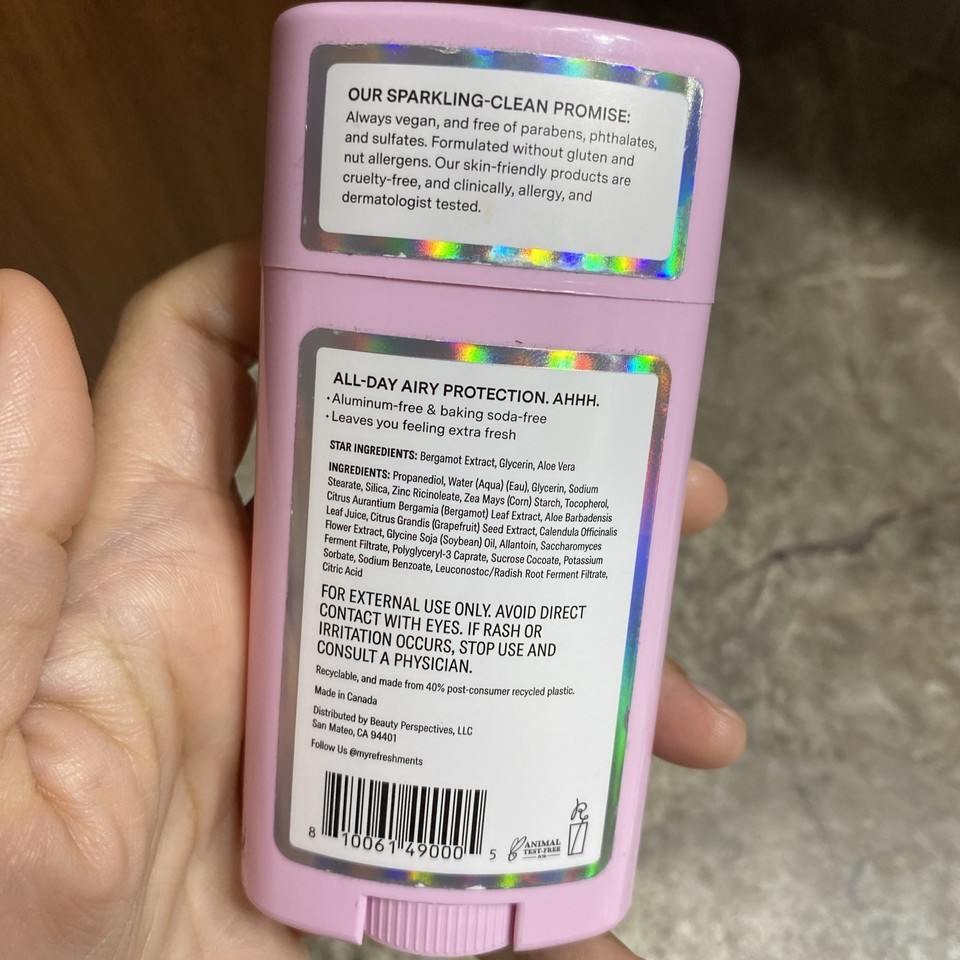 OUR SPARKLING-CLEAN PROMISE:
Always vegan, and free of parabens, phthalates,
and sulfates. Formulated without gluten and
nut allergens. Our skin-friendly products are
cruelty-free, and clinically, allergy, and
dermatologist tested.
ALL-DAY AIRY PROTECTION. AHHH.
·Aluminum-free & baking soda-free
·Leaves you feeling extra fresh
STAR INGREDIENTS: Bergamot Extract, Glycerin, Aloe Vera
INGREDIENTS: Propanediol, Water (Aqua) (Eau), Glycerin, Sodium
Stearate, Silica, Zinc Ricinoleate, Zea Mays (Corn) Starch, Tocopherol,
Citrus Aurantium Bergamia (Bergamot) Leaf Extract, Aloe Barbadensis
Leaf Juice, Citrus Grandis (Grapefruit) Seed Extract, Calendula Officinalis
Flower Extract, Glycine Soja (Soybean) Oil, Allantoin, Saccharomyces
Ferment Filtrate, Polyglyceryl-3 Caprate, Sucrose Cocoate, Potassium
Sorbate, Sodium Benzoate, Leuconostoc/Radish Root Ferment Filtrate,
Citric Acid
FOR EXTERNAL USE ONLY. AVOID DIRECT
CONTACT WITH EYES. IF RASH OR
IRRITATION OCCURS, STOP USE AND
CONSULT A PHYSICIAN.
Recyclable, and made from 40% post-consumer recycled plastic.
Made in Canada
Distributed by Beauty Perspectives, LLC
San Mateo, CA 94401
Follow Us @myrefreshments
8 10061 49000 5
ANIMAL
TEST-FREE
R